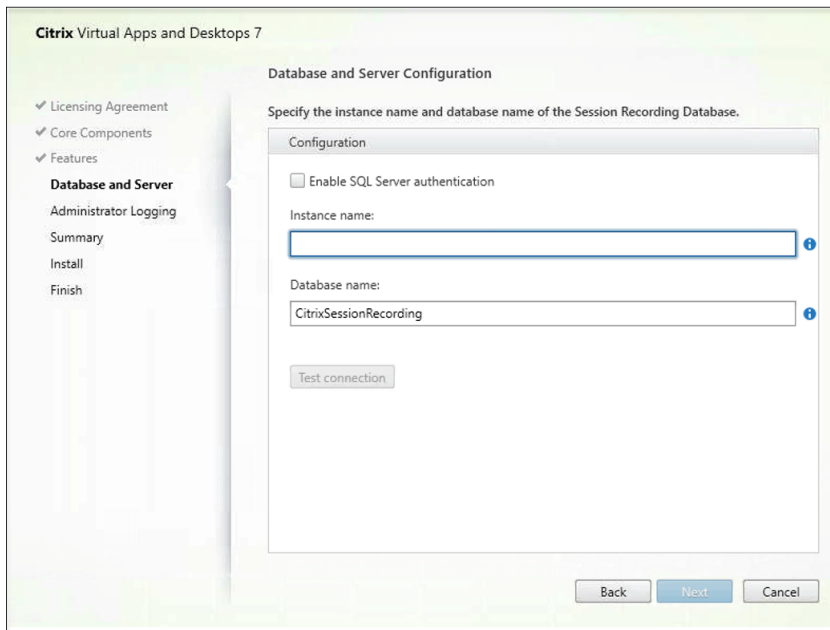 Citrix Virtual Apps and Desktops 7
Licensing Agreement
Core Components
Features
Database and Server
Administrator Logging
Summary
Install
Finish
Database and Server Configuration
Specify the instance name and database name of the Session Recording Database.
Configuration
Enable SQL Server authentication
Instance name:
Database name:
CitrixSessionRecording
Test connection
Back
Next
Cancel